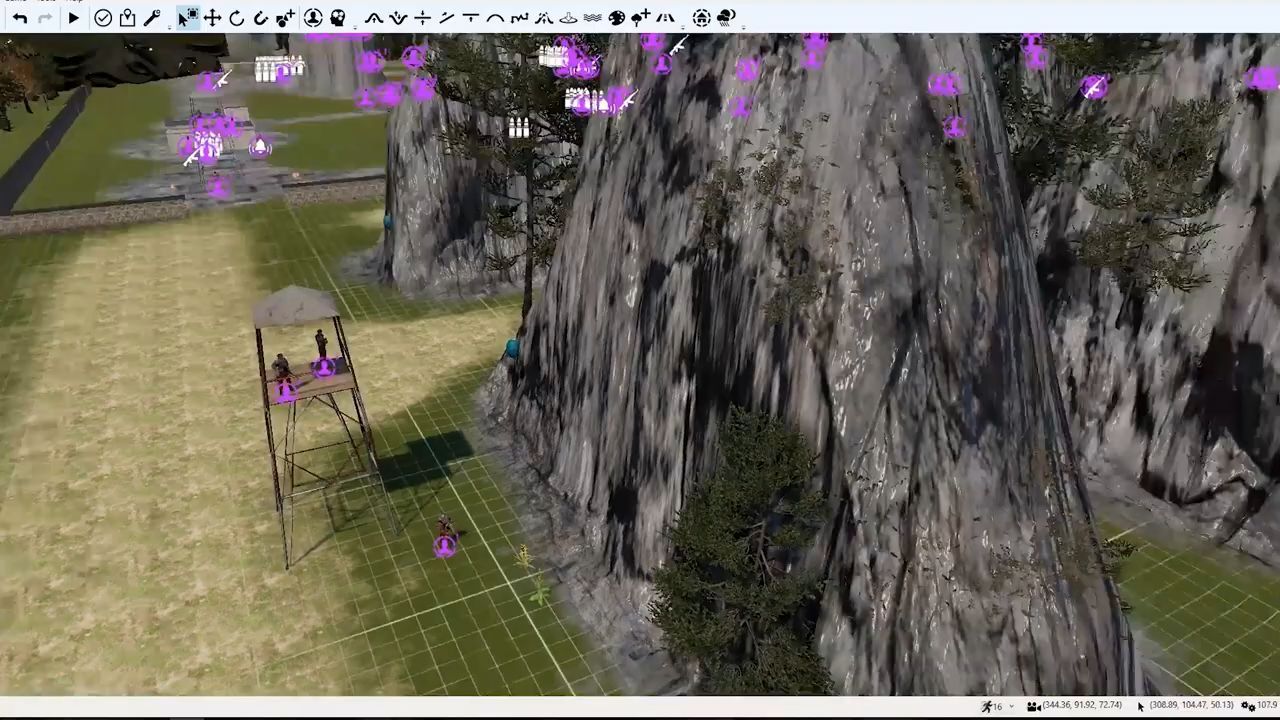 16
(344.36, 91.92, 72.74)
(308.89, 104.47, 50.13)
107.9